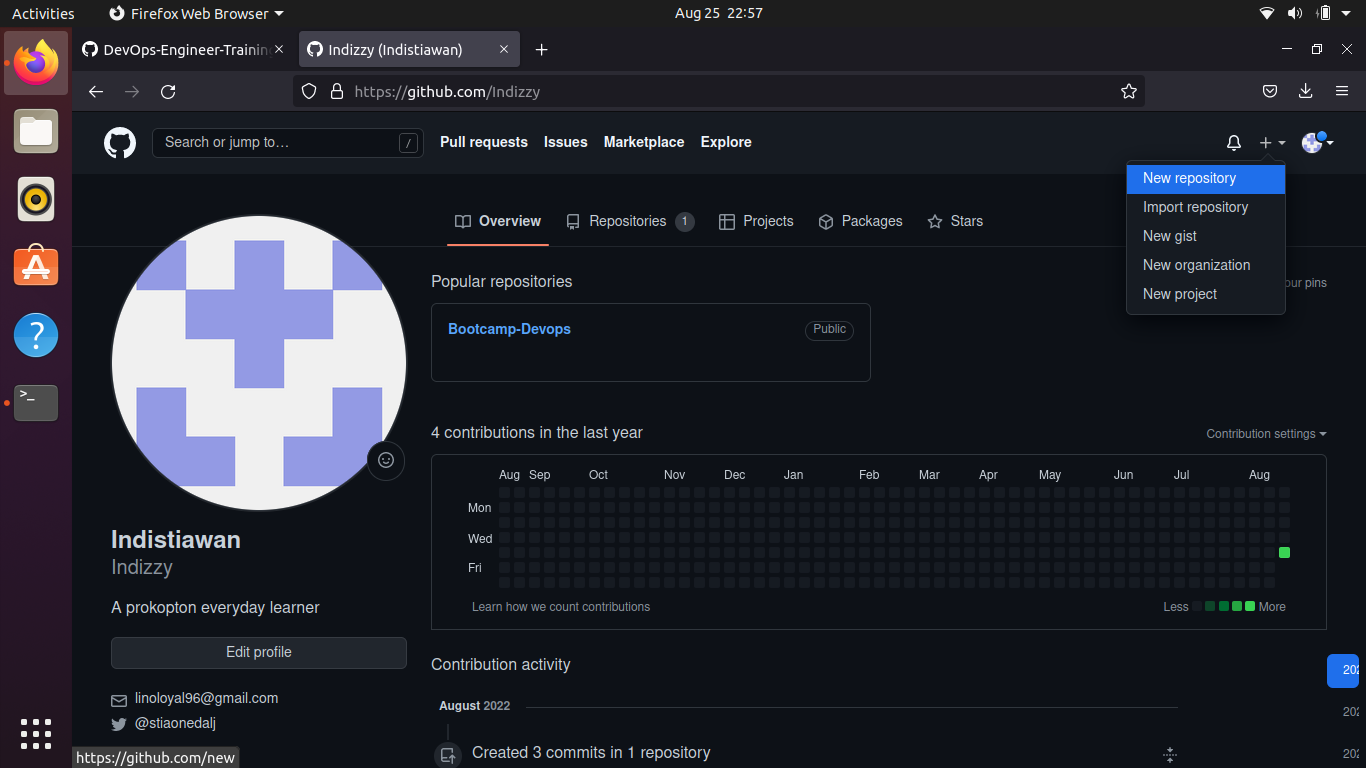 Activities Firefox Web Browser Aug 25 22:57
DevOps-Engineer-Training Indizzy (Indistiawan)
https://github.com/Indizzy
Search or jump to… / Pull requests Issues Marketplace Explore
New repository
Import repository
New gist
New organization
New project
Overview Repositories 1 Projects Packages Stars
Popular repositories our pins
Bootcamp-Devops Public
4 contributions in the last year Contribution settings
Aug Sep Oct Nov Dec Jan Feb Mar Apr May Jun Jul Aug
Mon
Wed
Fri
Learn how we count contributions Less More
Indistiawan
Indizzy
A prokopton everyday learner
Edit profile
linoloyal96@gmail.com
@stiaonedalj
Contribution activity
August 2022
Created 3 commits in 1 repository
https://github.com/new